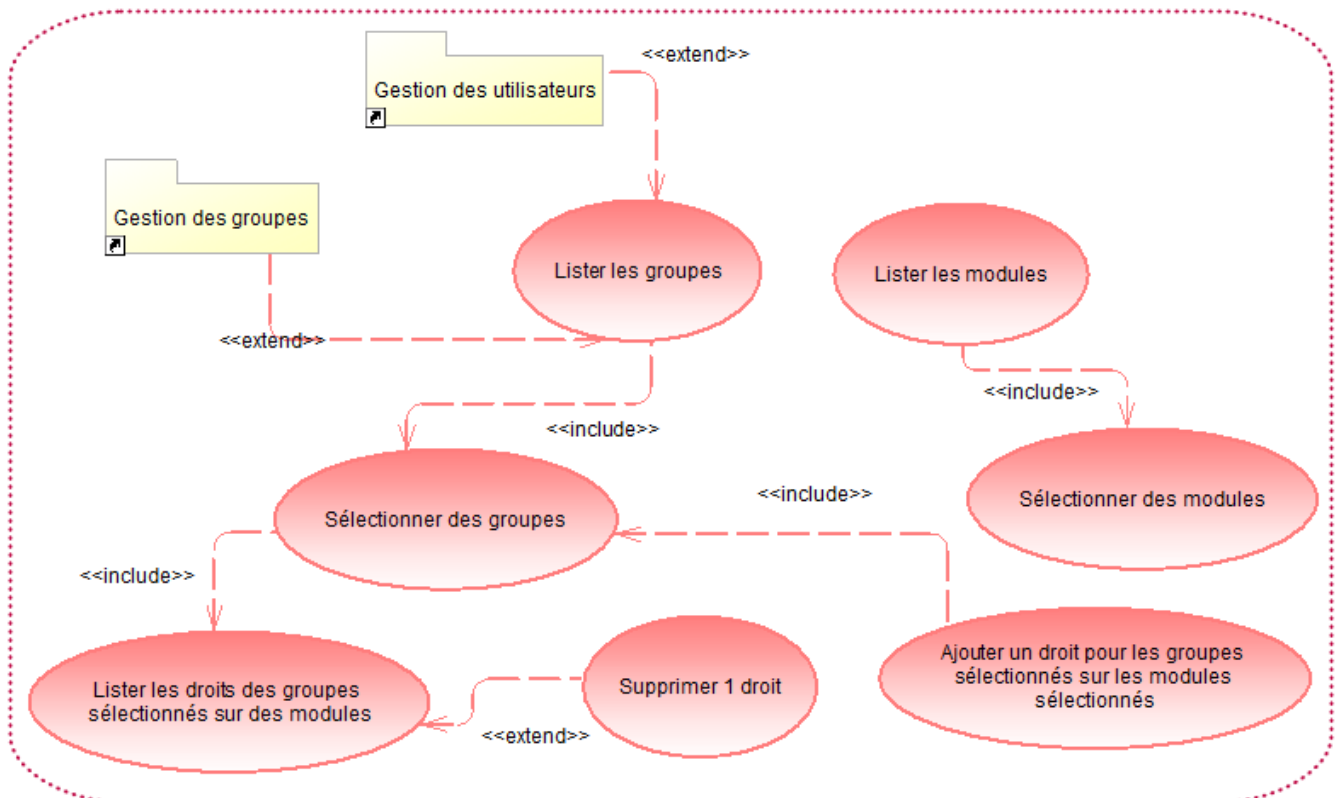 <<extend>>
Gestion des utilisateurs
Gestion des groupes
Lister les groupes
Lister les modules
<<extend>>
<<include>>
<<include>>
Sélectionner des groupes
<<include>>
Sélectionner des modules
<<include>>
Lister les droits des groupes
sélectionnés sur des modules
Supprimer 1 droit
<<extend>>
Ajouter un droit pour les groupes
sélectionnés sur les modules
sélectionnés